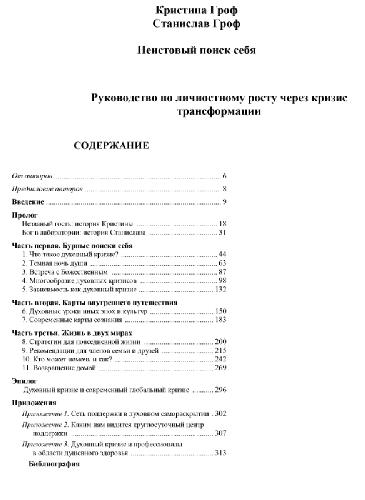 Кристина Гроф
Станислав Гроф
Неистовый поиск себя
Руководство по личностному росту через кризис
трансформации
СОДЕРЖАНИЕ
От авторов 6
Предисловие авторов 8
Введение 9
Пролог
Незваный гость: история Кристины 18
Бог в лаборатории: история Станислава 31
Часть первая. Бурные поиски себя
1. Что такое духовный кризис? 44
2. Темная ночь души 63
3. Встреча с божественным 87
4. Многообразие духовных кризисов 98
5. Зависимость как духовный кризис 132
Часть вторая. Карты внутреннего путешествия
6. Духовные уроки иных эпох и культур 150
7. Современные карты сознания 183
Часть третья. Жизнь в двух мирах
8. Стратегии для повседневной жизни 200
9. Рекомендации для членов семьи и друзей 215
10. Кто может помочь и как? 242
11. Возвращение домой 269
Эпилог
Духовный кризис и современный глобальный кризис 296
Приложения
Приложение 1. Сеть поддержки в духовном самораскрытии 302
Приложение 2. Каким нам видится круглосуточный центр
поддержки 307
Приложение 3. Духовный кризис и профессионалы
в области душевного здоровья 313
Библиография